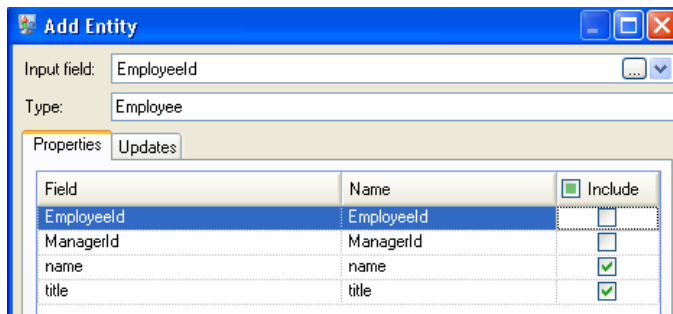 Add Entity
Input field: EmployeeId ...
Type: Employee
Properties Updates
Field Name Include
EmployeeId EmployeeId
ManagerId ManagerId
name name
title title